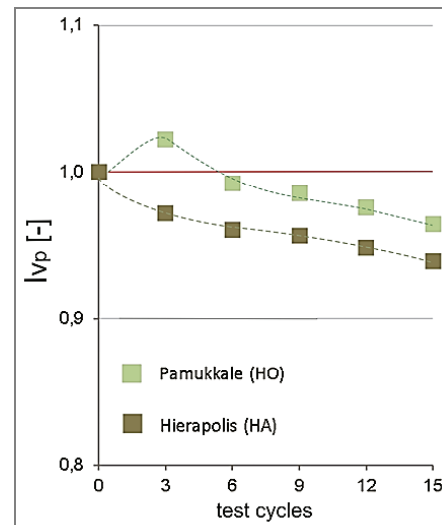 1,1
1,0
0,9
0,8
Ivp [-]
Pamukkale (HO)
Hierapolis (HA)
0 3 6 9 12 15
test cycles